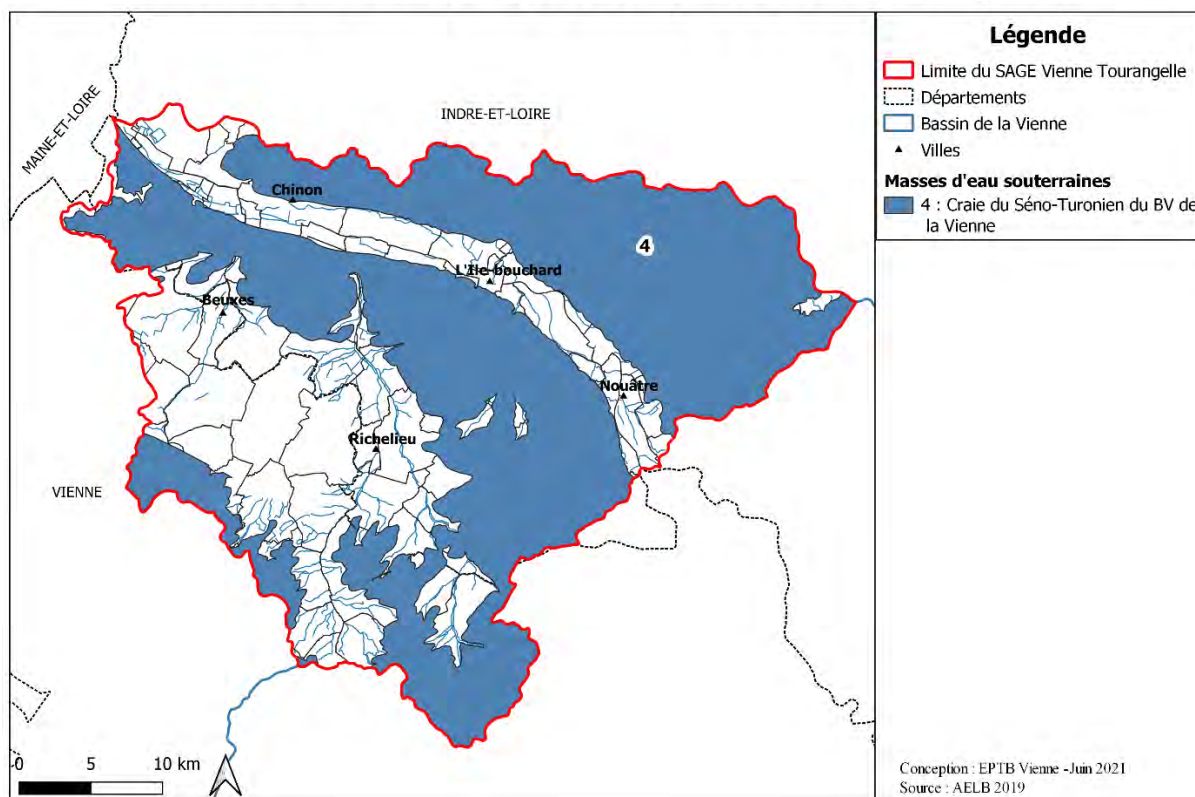 MAINE-ET-LOIRE
INDRE-ET-LOIRE
Chinon
4
L'Ile-bouchard
Beuxes
Nouâtre
Richelieu
VIENNE
0 5 10 km
Légende
Limite du SAGE Vienne Tourangelle
Départements
Bassin de la Vienne
Villes
Masses d'eau souterraines
4 : Craie du Séno-Turonien du BV de
la Vienne
Conception : EPTB Vienne -Juin 2021
Source : AELB 2019